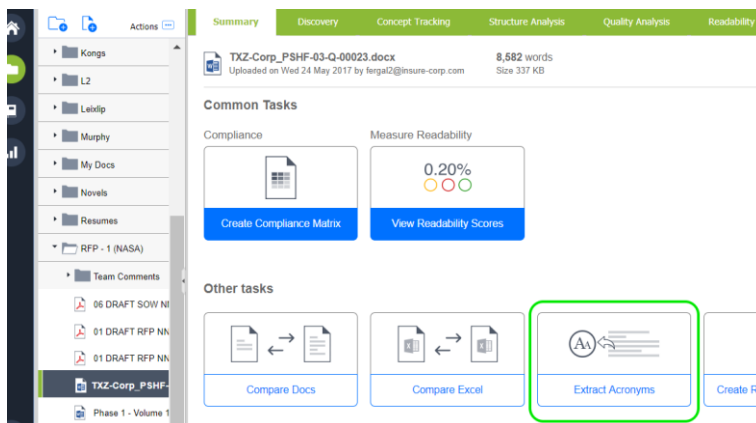 Actions
Kongs
L2
Leixlip
Murphy
My Docs
Novels
Resumes
RFP - 1 (NASA)
Team Comments
06 DRAFT SOW NI
01 DRAFT RFP NN
01 DRAFT RFP NN
TXZ-Corp_PSHF-
Phase 1 - Volume 1
Summary Discovery Concept Tracking Structure Analysis Quality Analysis Readability
TXZ-Corp_PSHF-03-Q-00023.docx 8,582 words
Uploaded on Wed 24 May 2017 by fergal2@insure-corp.com Size 337 KB
Common Tasks
Compliance Measure Readability
0.20%
Create Compliance Matrix View Readability Scores
Other tasks
AA
Compare Docs Compare Excel Extract Acronyms Create R